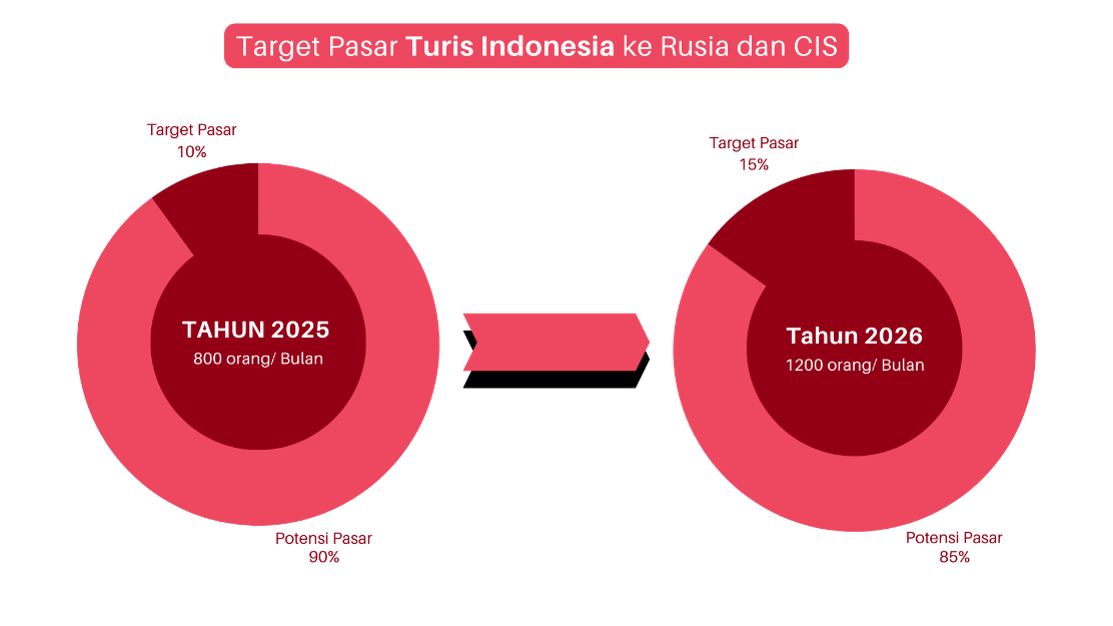 Target Pasar Turis Indonesia ke Rusia dan CIS
Target Pasar
10%
TAHUN 2025
800 orang/ Bulan
Potensi Pasar
90%
Target Pasar
15%
Tahun 2026
1200 orang/ Bulan
Potensi Pasar
85%